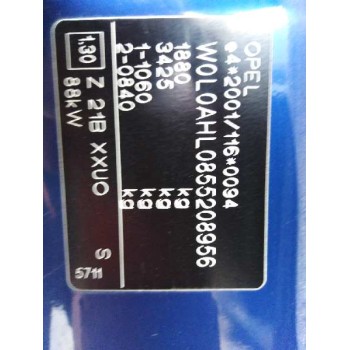 OPEL
e4*2001/116*0094
W0L0AHL0855208956
1880 kg
3425 kg
1-1060 kg
2-0840 kg
1.30 Z 21B XXUO S
88kW 5711